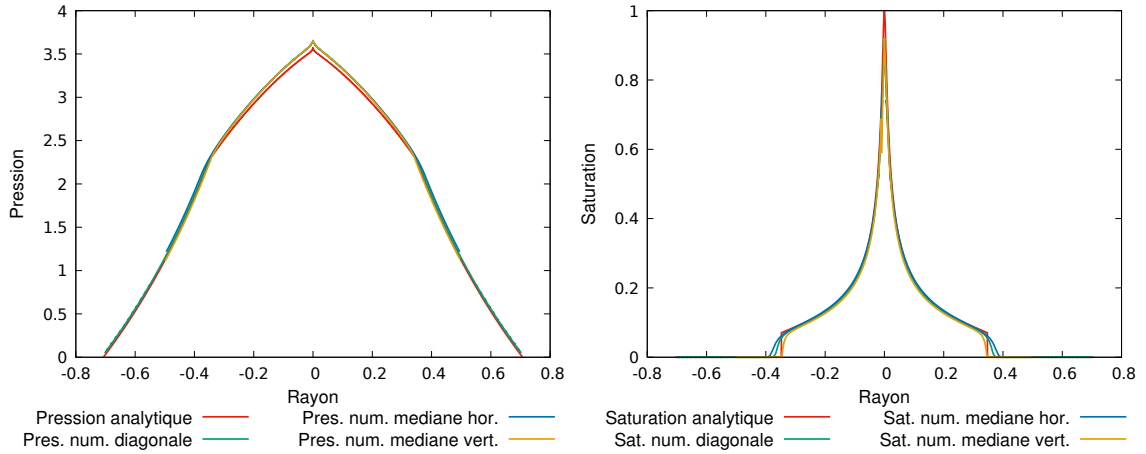 4
3.5
3
2.5
2
1.5
1
0.5
0
Pression
-0.8 -0.6 -0.4 -0.2 0 0.2 0.4 0.6 0.8
Rayon
Pression analytique
Pres. num. mediane hor.
Pres. num. diagonale
Pres. num. mediane vert.
1
0.8
0.6
0.4
0.2
0
Saturation
-0.8 -0.6 -0.4 -0.2 0 0.2 0.4 0.6 0.8
Rayon
Saturation analytique
Sat. num. mediane hor.
Sat. num. diagonale
Sat. num. mediane vert.